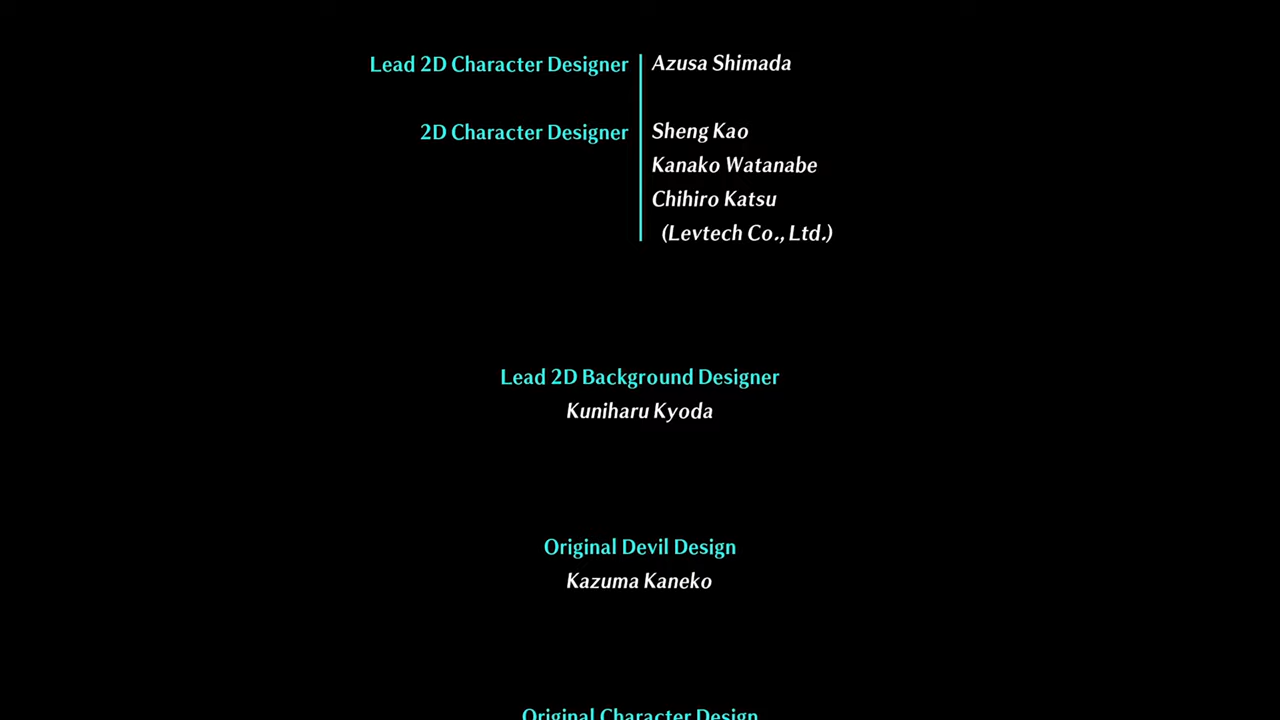 Lead 2D Character Designer Azusa Shimada
2D Character Designer Sheng Kao
Kanako Watanabe
Chihiro Katsu
(Levtech Co., Ltd.)
Lead 2D Background Designer
Kuniharu Kyoda
Original Devil Design
Kazuma Kaneko
Original Character Design